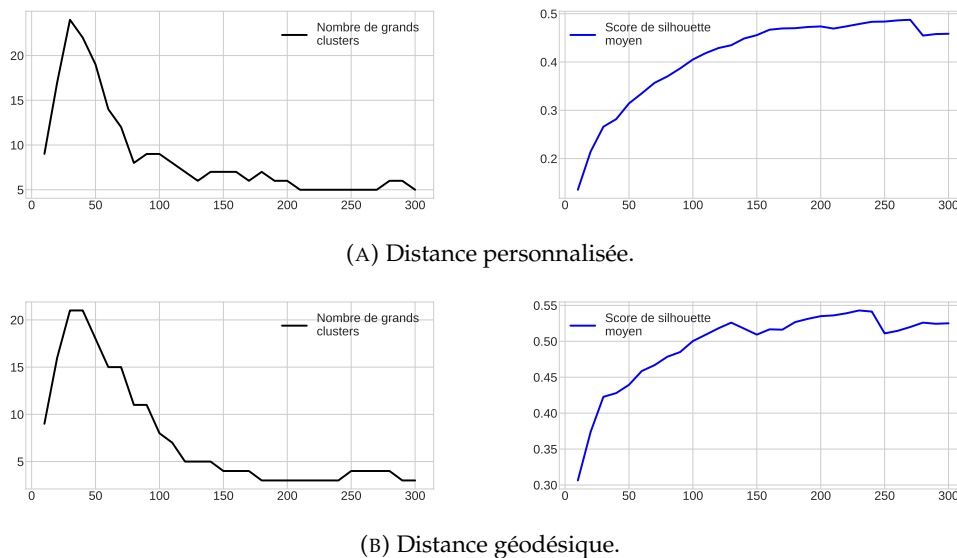 Nombre de grands
clusters
20
15
10
5
0 50 100 150 200 250 300
Score de silhouette
moyen
0.5
0.4
0.3
0.2
0 50 100 150 200 250 300
(A) Distance personnalisée.
Nombre de grands
clusters
20
15
10
5
0 50 100 150 200 250 300
Score de silhouette
moyen
0.55
0.50
0.45
0.40
0.35
0.30
0 50 100 150 200 250 300
(B) Distance géodésique.